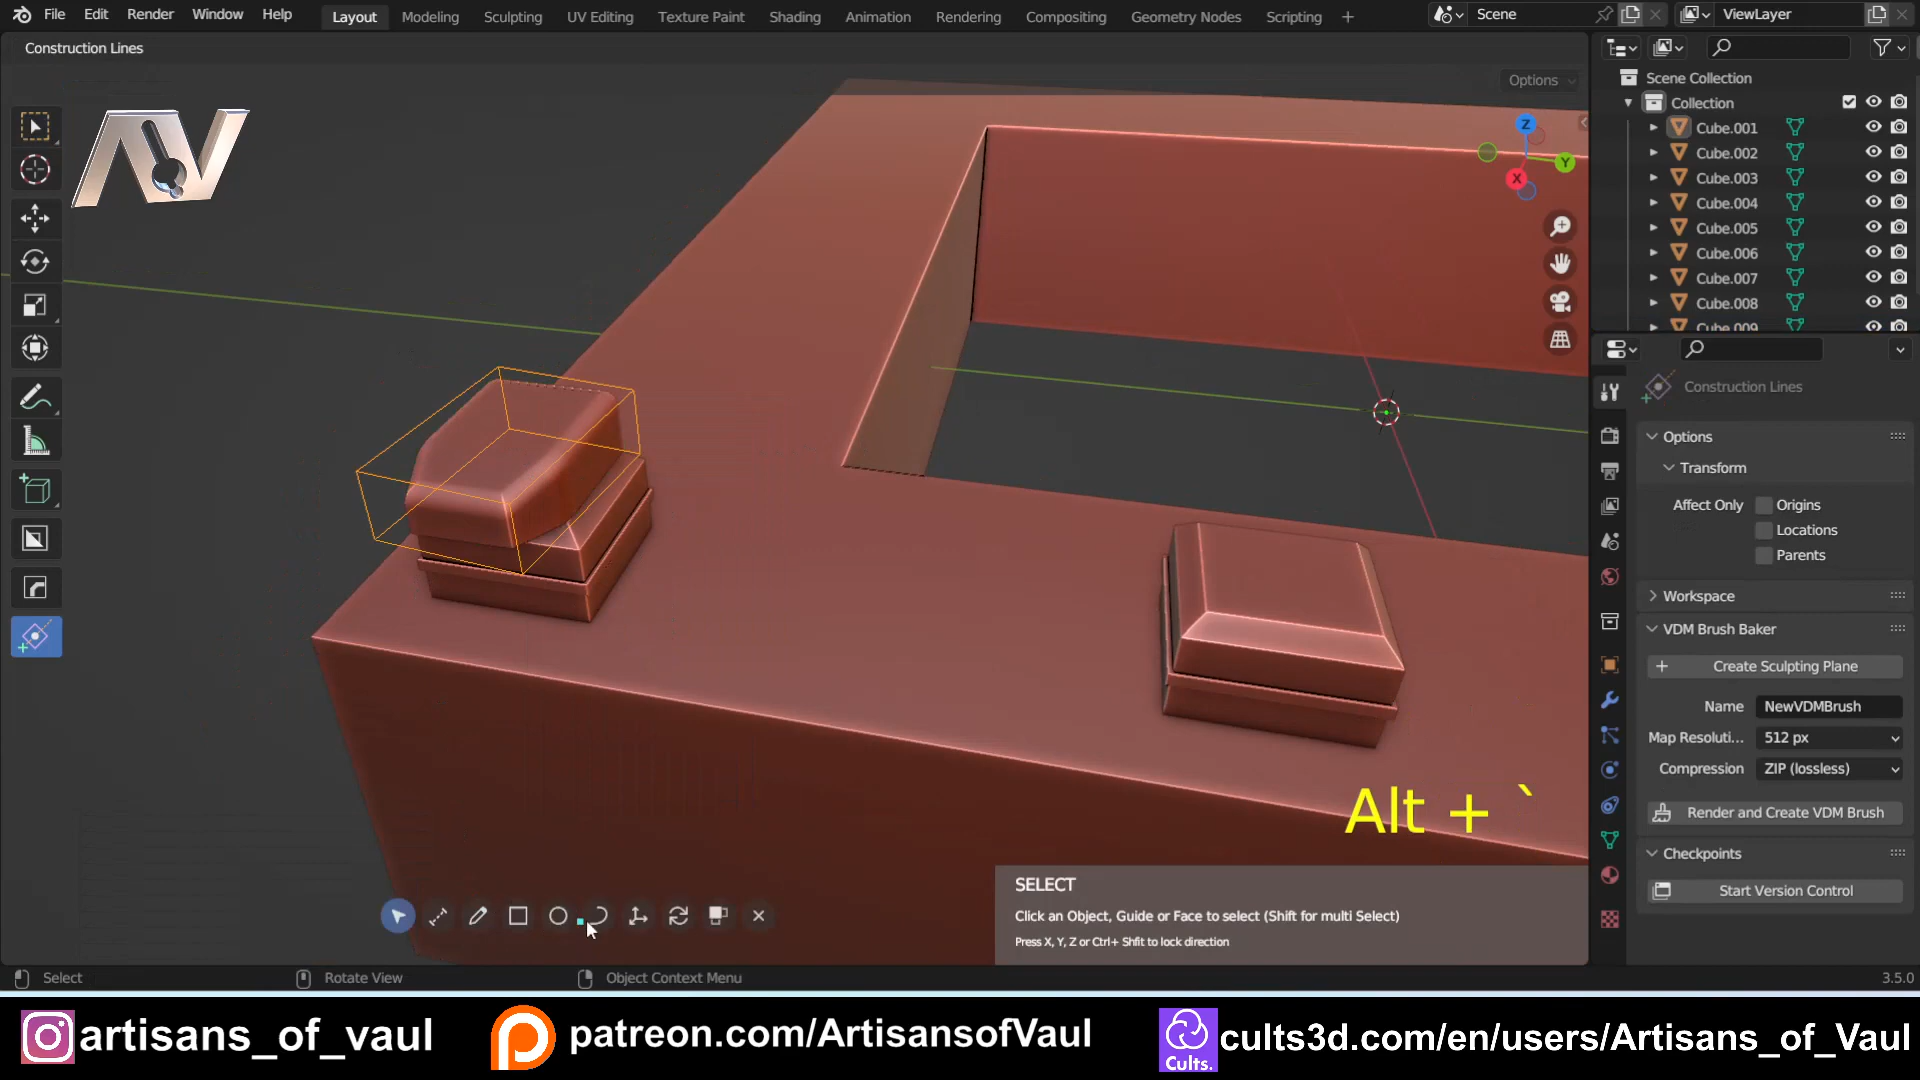 File Edit Render Window Help Layout Modeling Sculpting UV Editing Texture Paint Shading Animation Rendering Compositing Geometry Nodes Scripting + Scene ViewLayer
Construction Lines
Options
Scene Collection
Collection
Cube.001
Cube.002
Cube.003
Cube.004
Cube.005
Cube.006
Cube.007
Cube.008
Cube.009
Z
Y
X
AV
Construction Lines
Options
Transform
Affect Only Origins
Locations
Parents
Workspace
VDM Brush Baker
Create Sculpting Plane
Name NewVDMBrush
Map Resoluti... 512 px
Compression ZIP (lossless)
Render and Create VDM Brush
Checkpoints
Start Version Control
Alt + `
SELECT
Click an Object, Guide or Face to select (Shift for multi Select)
Press X, Y, Z or Ctrl+ Shfit to lock direction
Select Rotate View Object Context Menu 3.5.0
artisans_of_vaul patreon.com/ArtisansofVaul Cults. cults3d.com/en/users/Artisans_of_Vaul